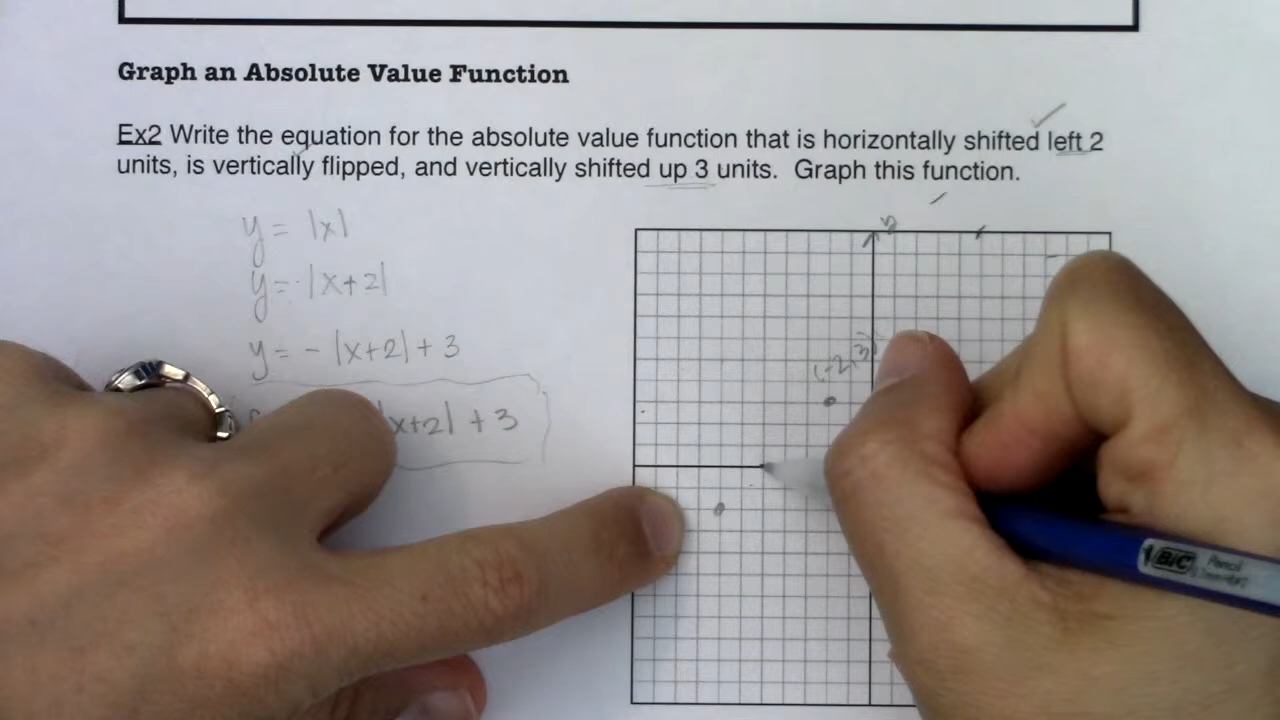 Graph an Absolute Value Function
Ex2 Write the equation for the absolute value function that is horizontally shifted left 2
units, is vertically flipped, and vertically shifted up 3 units. Graph this function.
y = |x|
y = -|x+2|
y = - |x+2| + 3
|x+2| + 3
y
(-2,3)
BIC Pencil